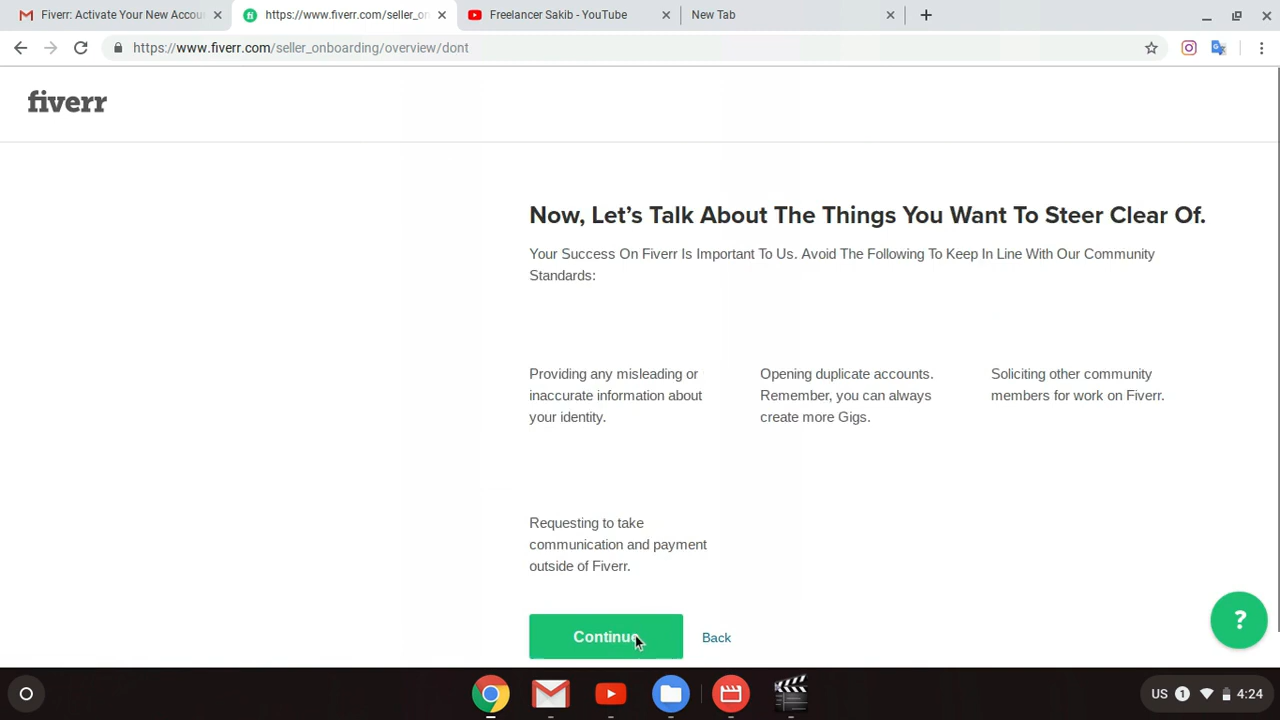 Fiverr: Activate Your New Accou
https://www.fiverr.com/seller_on
Freelancer Sakib - YouTube
New Tab
https://www.fiverr.com/seller_onboarding/overview/dont
fiverr
Now, Let's Talk About The Things You Want To Steer Clear Of.
Your Success On Fiverr Is Important To Us. Avoid The Following To Keep In Line With Our Community
Standards:
Providing any misleading or
inaccurate information about
your identity.
Opening duplicate accounts.
Remember, you can always
create more Gigs.
Soliciting other community
members for work on Fiverr.
Requesting to take
communication and payment
outside of Fiverr.
Continue
Back
?
US 1 4:24